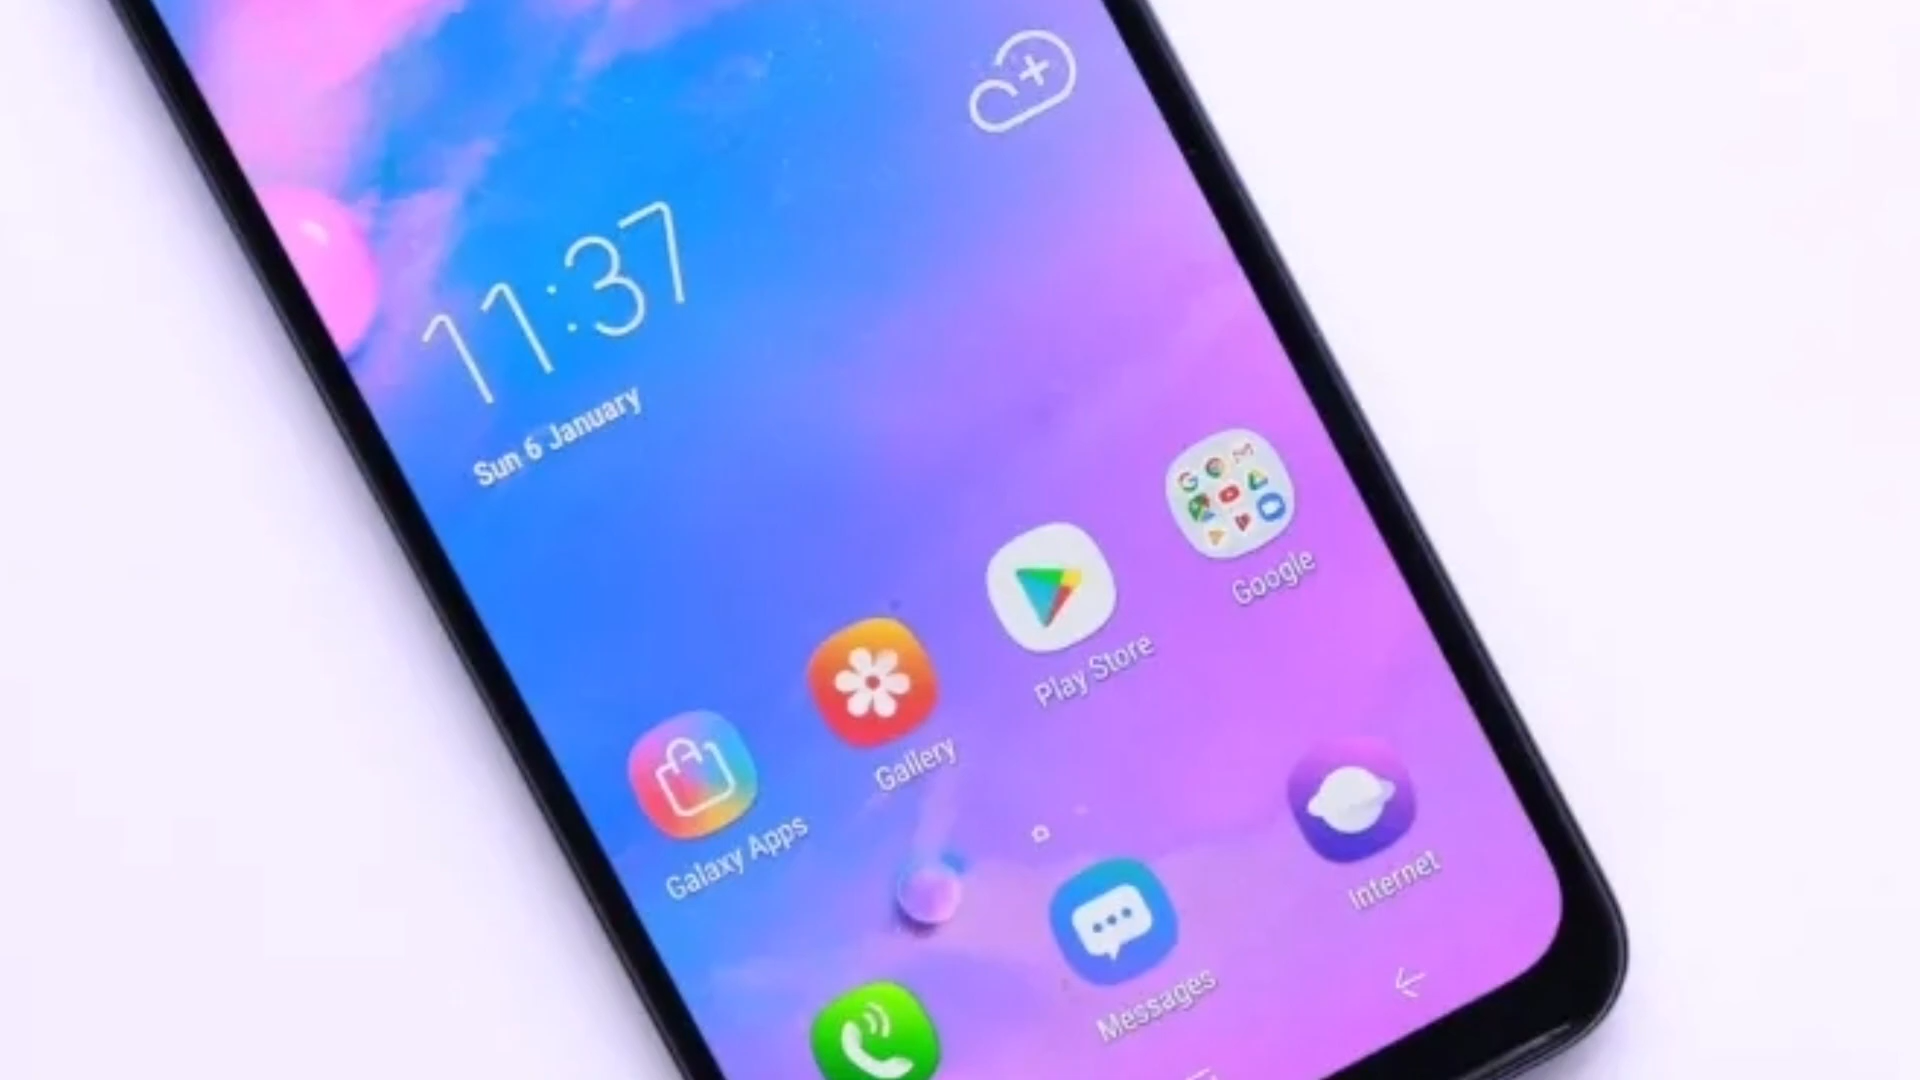 11:37
Sun 6 January
Galaxy Apps
Gallery
Play Store
Google
Messages
Internet